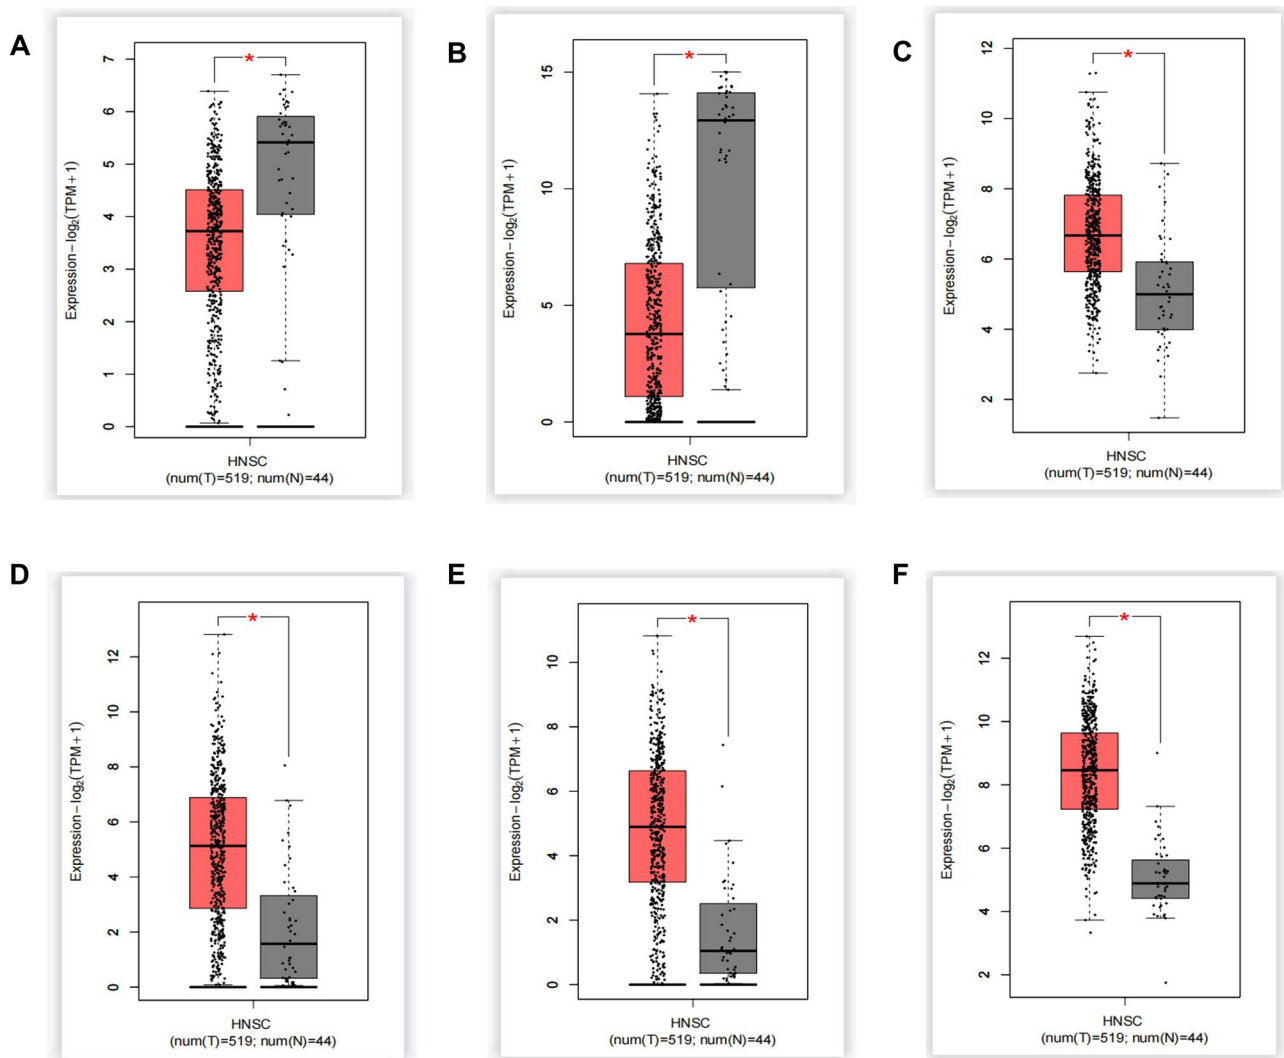 A
Expression−log₂(TPM+1)
7
6
5
4
3
2
1
0
*
HNSC
(num(T)=519; num(N)=44)
B
Expression−log₂(TPM+1)
15
10
5
0
*
HNSC
(num(T)=519; num(N)=44)
C
Expression−log₂(TPM+1)
12
10
8
6
4
2
*
HNSC
(num(T)=519; num(N)=44)
D
Expression−log₂(TPM+1)
12
10
8
6
4
2
0
*
HNSC
(num(T)=519; num(N)=44)
E
Expression−log₂(TPM+1)
10
8
6
4
2
0
*
HNSC
(num(T)=519; num(N)=44)
F
Expression−log₂(TPM+1)
12
10
8
6
4
2
*
HNSC
(num(T)=519; num(N)=44)